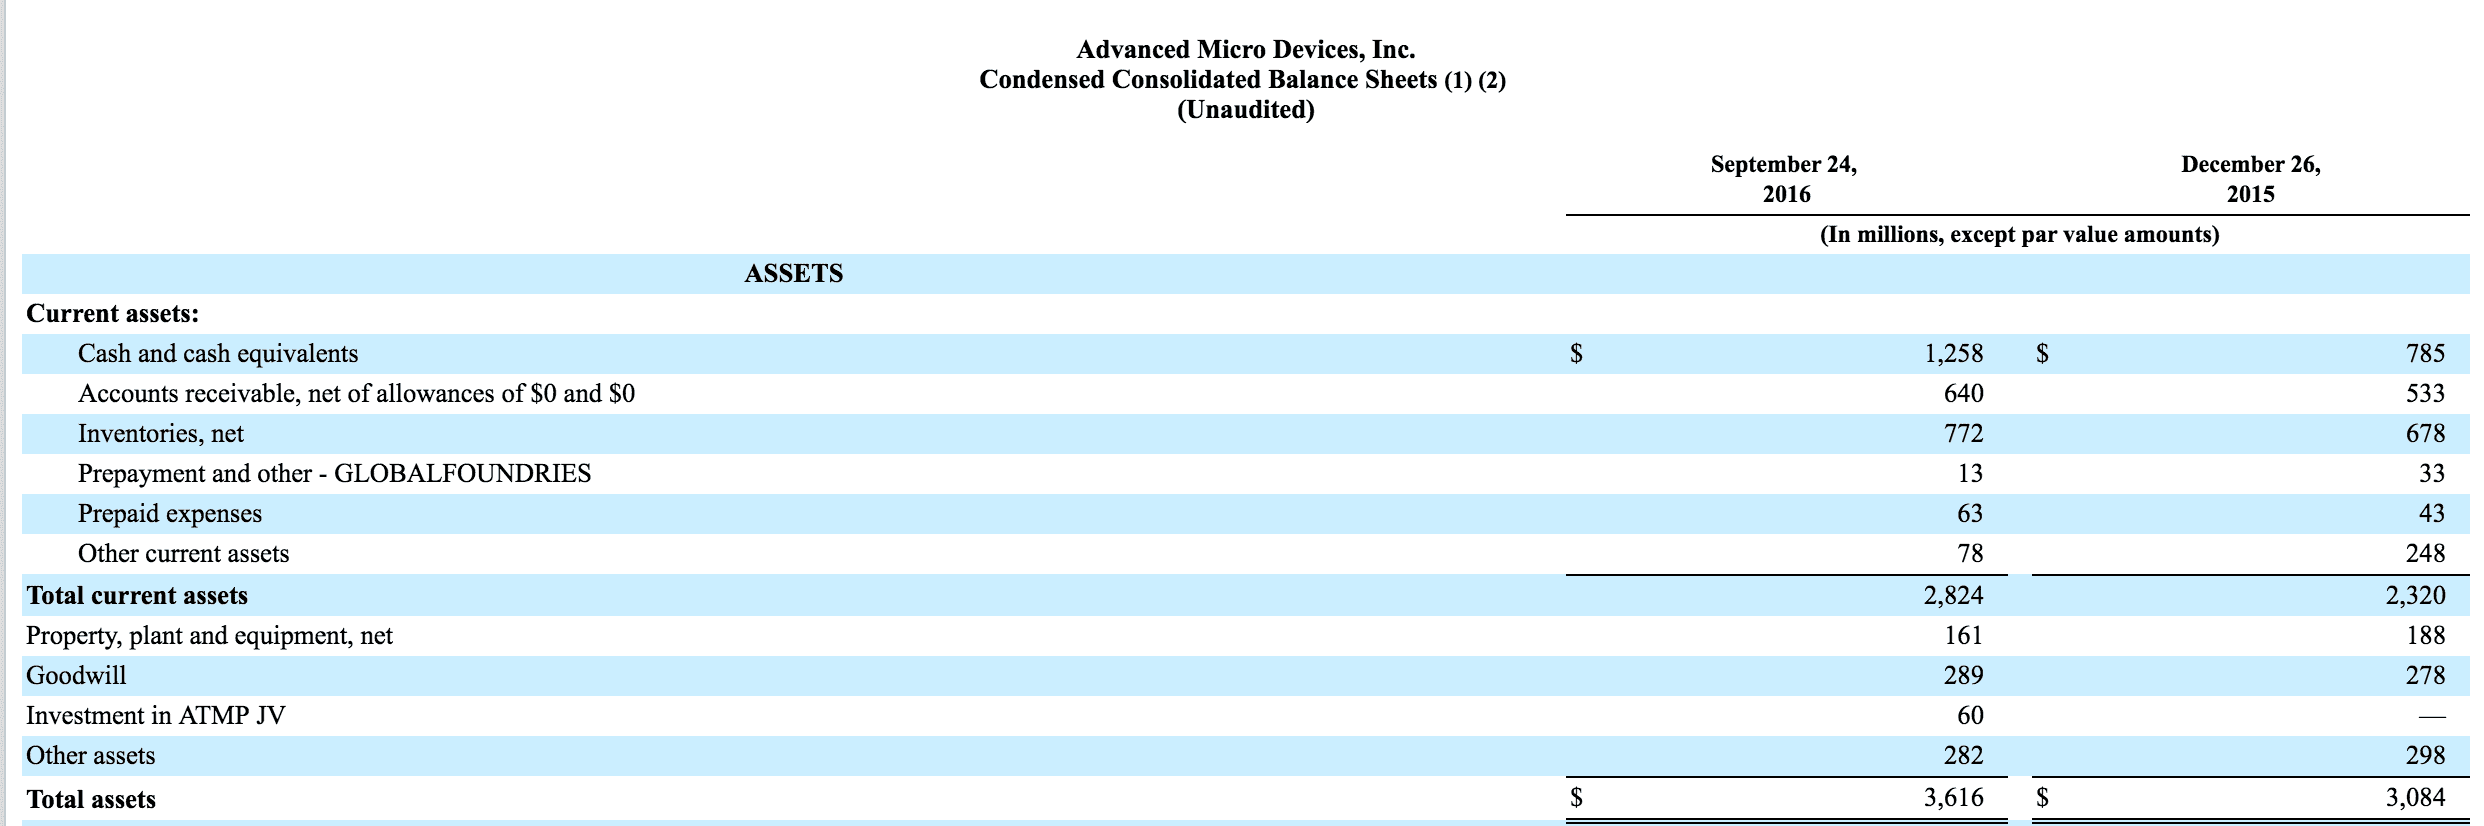 Advanced Micro Devices, Inc.
Condensed Consolidated Balance Sheets (1) (2)
(Unaudited)
September 24, 2016 December 26, 2015
(In millions, except par value amounts)
ASSETS
Current assets:
Cash and cash equivalents $ 1,258 $ 785
Accounts receivable, net of allowances of $0 and $0 640 533
Inventories, net 772 678
Prepayment and other - GLOBALFOUNDRIES 13 33
Prepaid expenses 63 43
Other current assets 78 248
Total current assets 2,824 2,320
Property, plant and equipment, net 161 188
Goodwill 289 278
Investment in ATMP JV 60 —
Other assets 282 298
Total assets $ 3,616 $ 3,084